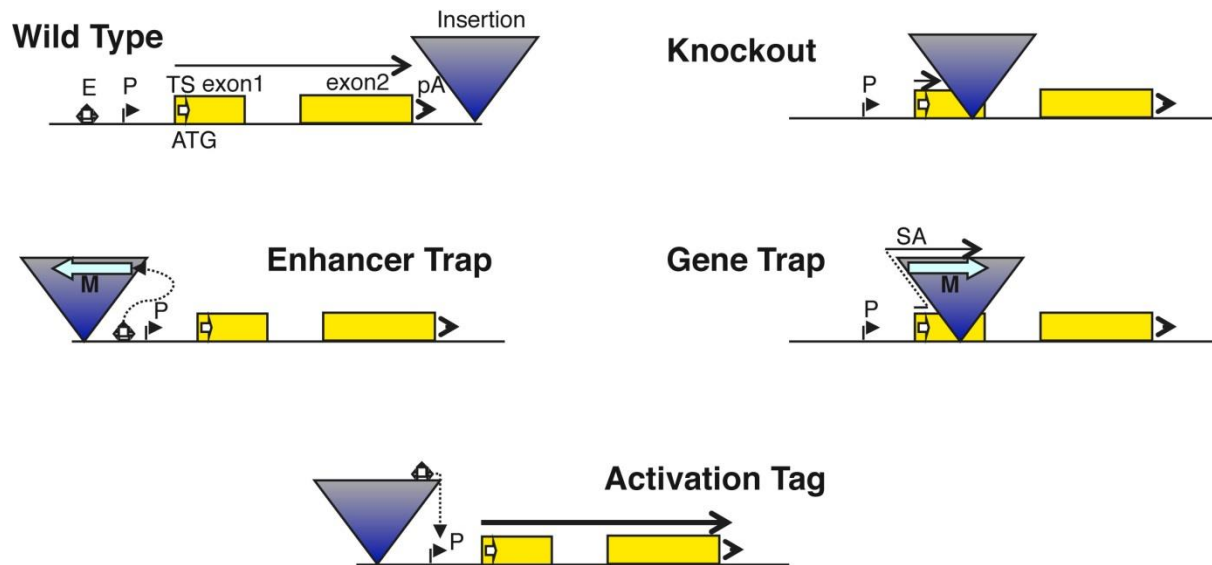 Wild Type
Insertion
E P TS exon1 exon2 pA
ATG
Knockout
P
Enhancer Trap
M
P
Gene Trap
SA
M
P
Activation Tag
P